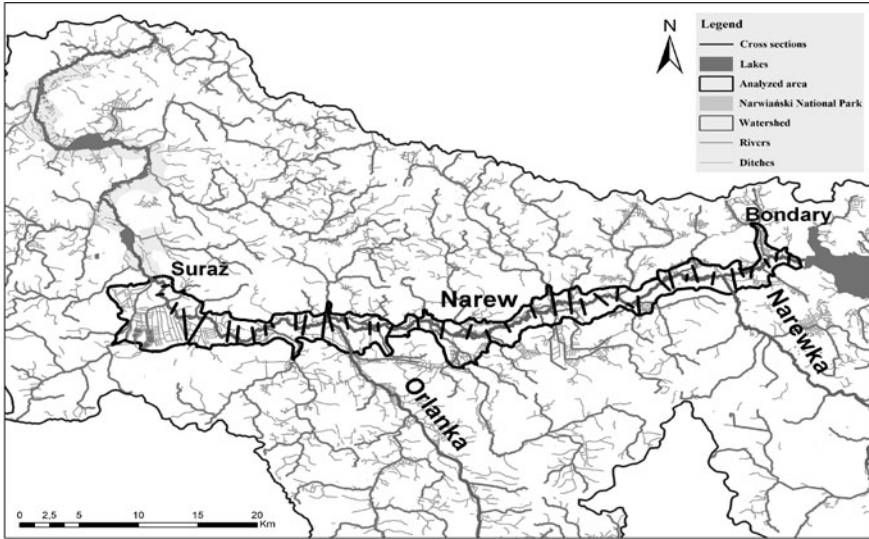 N
Legend
Cross sections
Lakes
Analyzed area
Narwiański National Park
Watershed
Rivers
Ditches
Bondary
Suraż
Narew
Narewka
Orlanka
0 2,5 5 10 15 20
Km